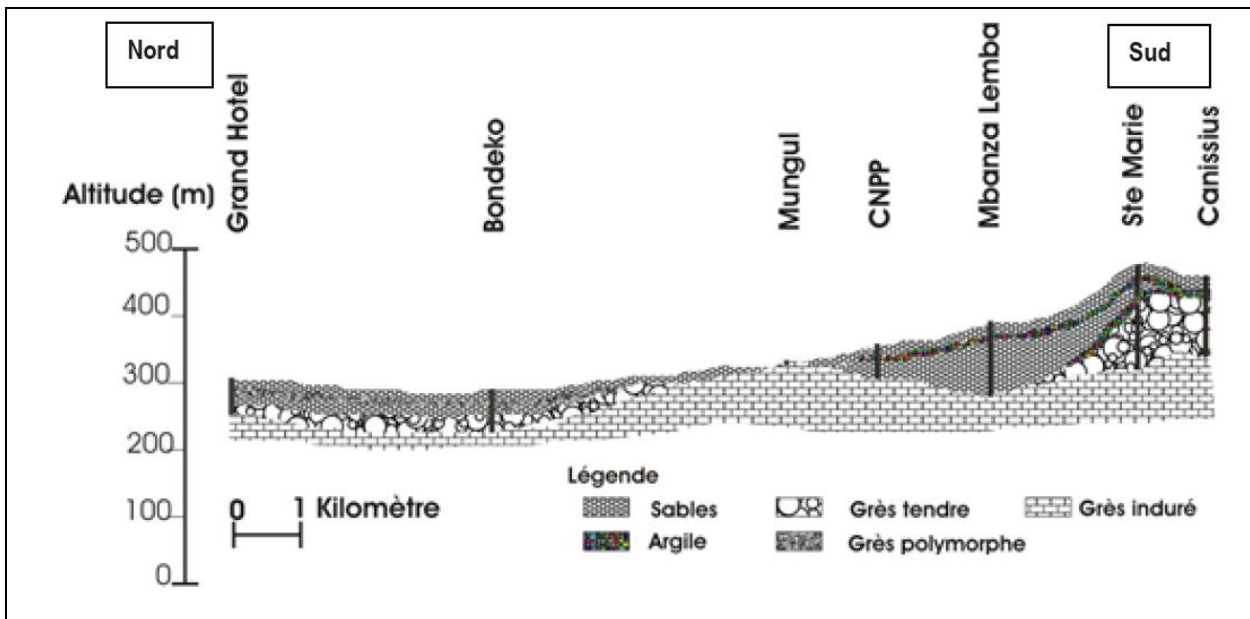 Nord
Sud
Grand Hotel
Bondeko
Mungul
CNPP
Mbanza Lemba
Ste Marie
Canissius
Altitude (m)
500
400
300
200
100
0
0 1 Kilomètre
Légende
Sables
Grès tendre
Grès induré
Argile
Grès polymorphe